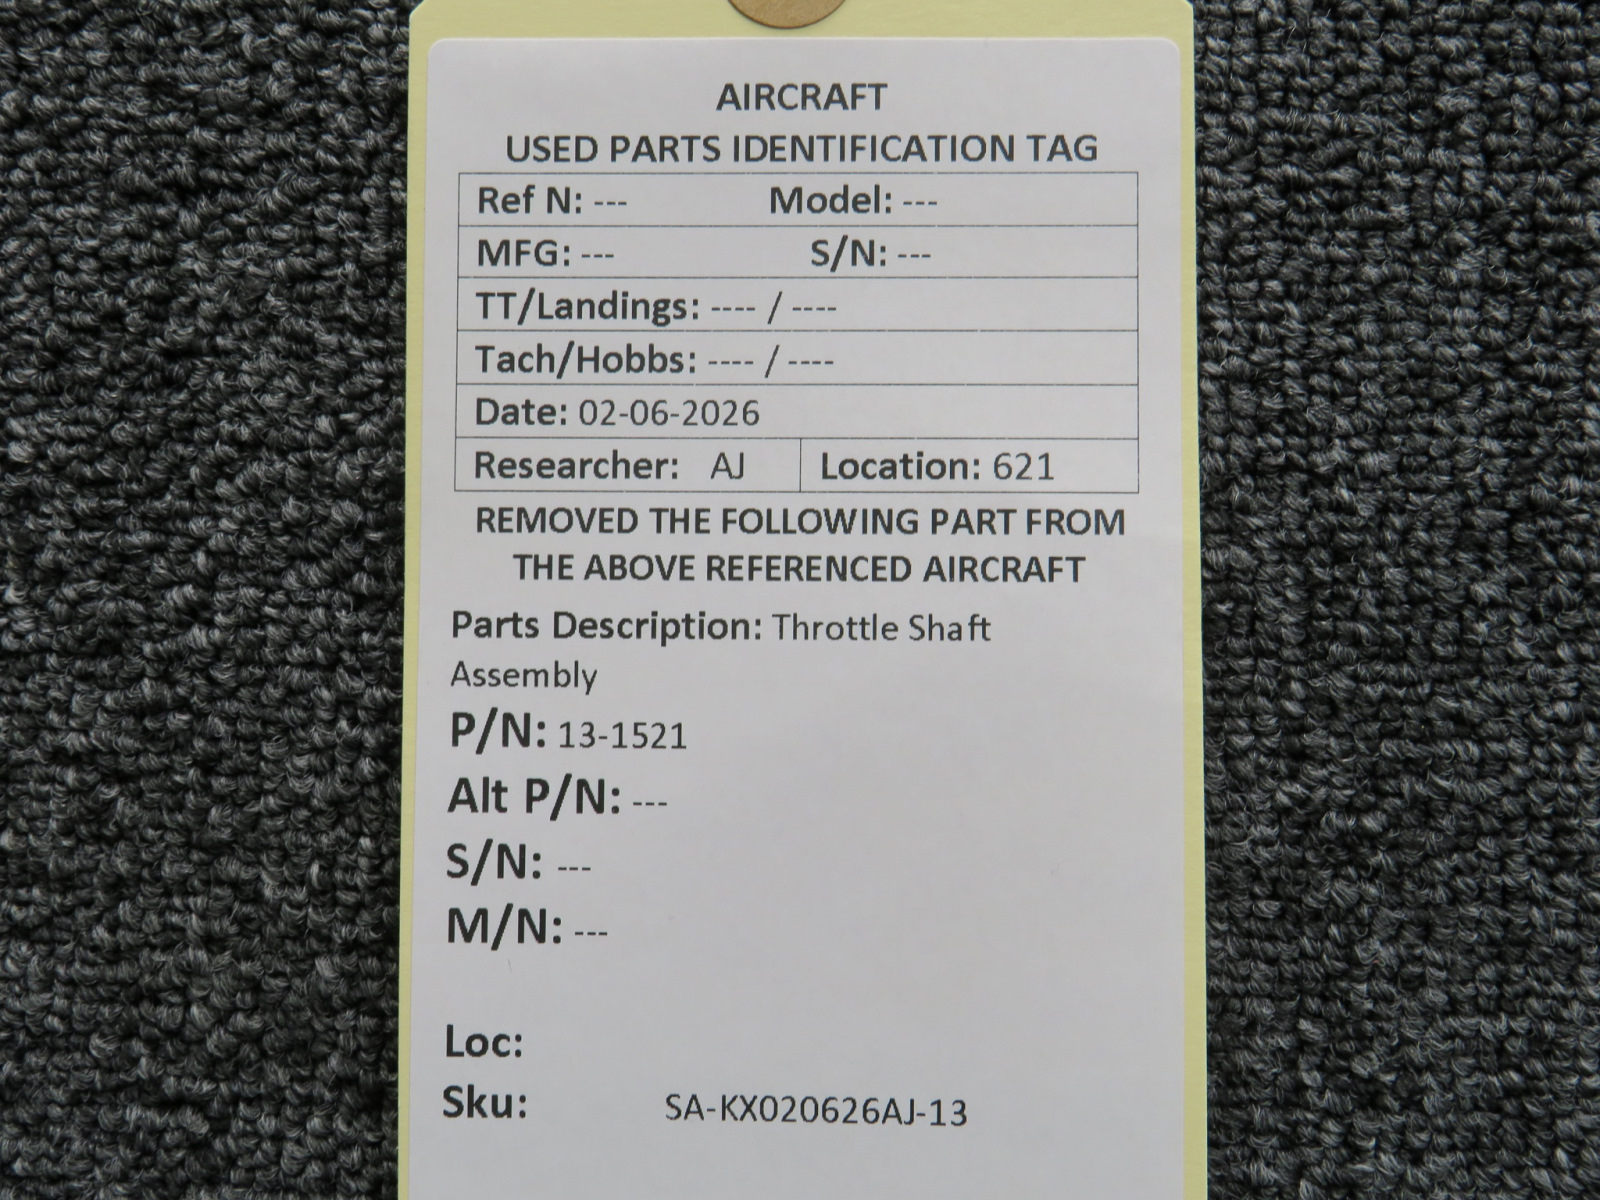 AIRCRAFT
USED PARTS IDENTIFICATION TAG
Ref N: --- Model: ---
MFG: --- S/N: ---
TT/Landings: ---- / ----
Tach/Hobbs: ---- / ----
Date: 02-06-2026
Researcher: AJ Location: 621
REMOVED THE FOLLOWING PART FROM
THE ABOVE REFERENCED AIRCRAFT
Parts Description: Throttle Shaft
Assembly
P/N: 13-1521
Alt P/N: ---
S/N: ---
M/N: ---
Loc:
Sku: SA-KX020626AJ-13